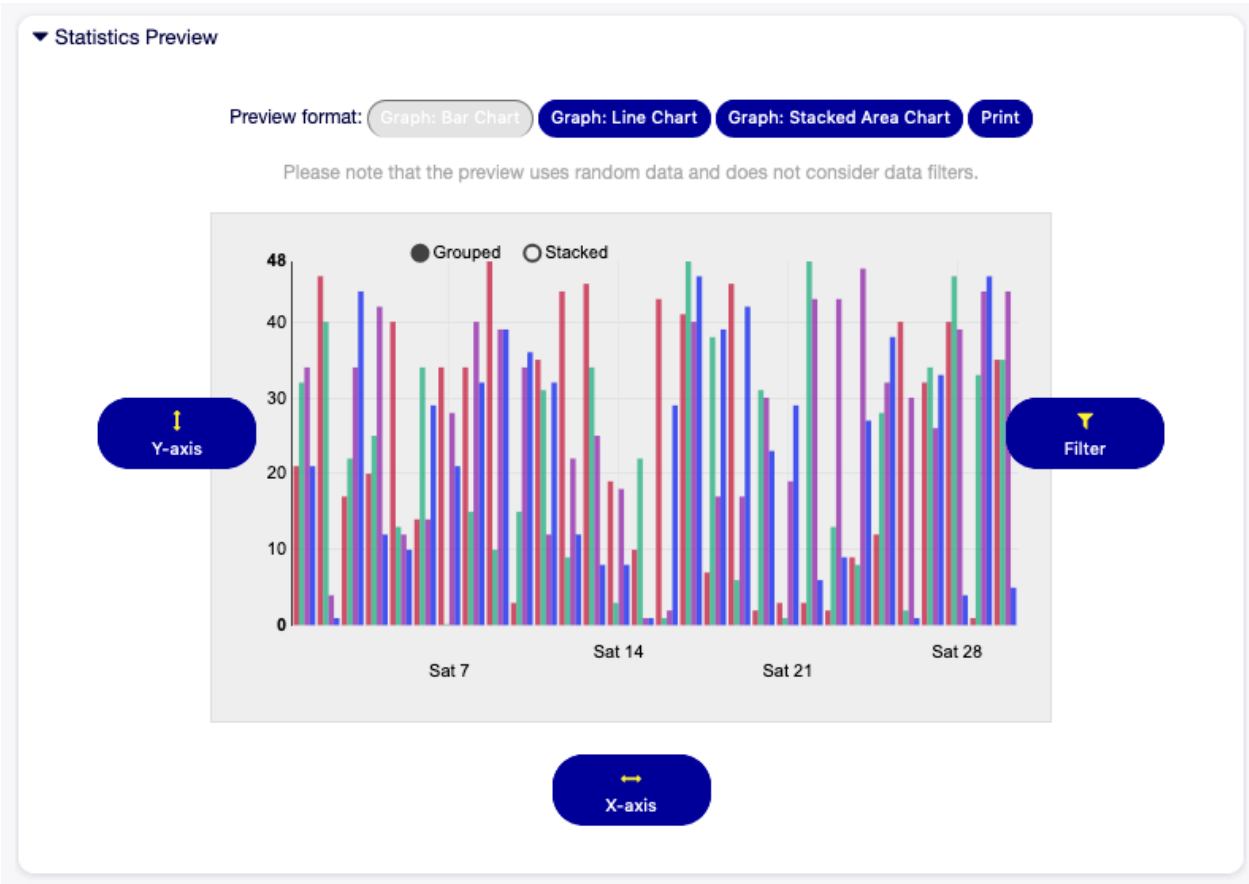 Statistics Preview
Preview format: Graph: Bar Chart Graph: Line Chart Graph: Stacked Area Chart Print
Please note that the preview uses random data and does not consider data filters.
Grouped Stacked
48
40
30
20
10
0
Y-axis
Filter
Sat 7
Sat 14
Sat 21
Sat 28
X-axis